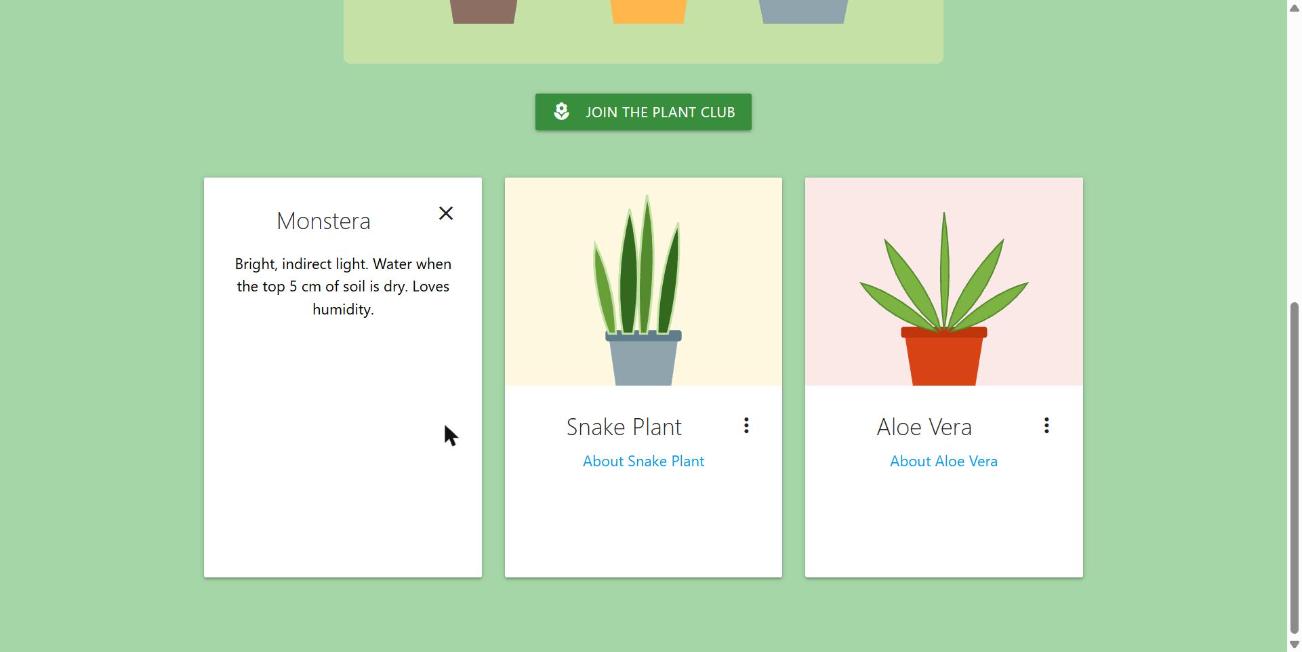 JOIN THE PLANT CLUB
Monstera
Bright, indirect light. Water when
the top 5 cm of soil is dry. Loves
humidity.
Snake Plant
About Snake Plant
Aloe Vera
About Aloe Vera